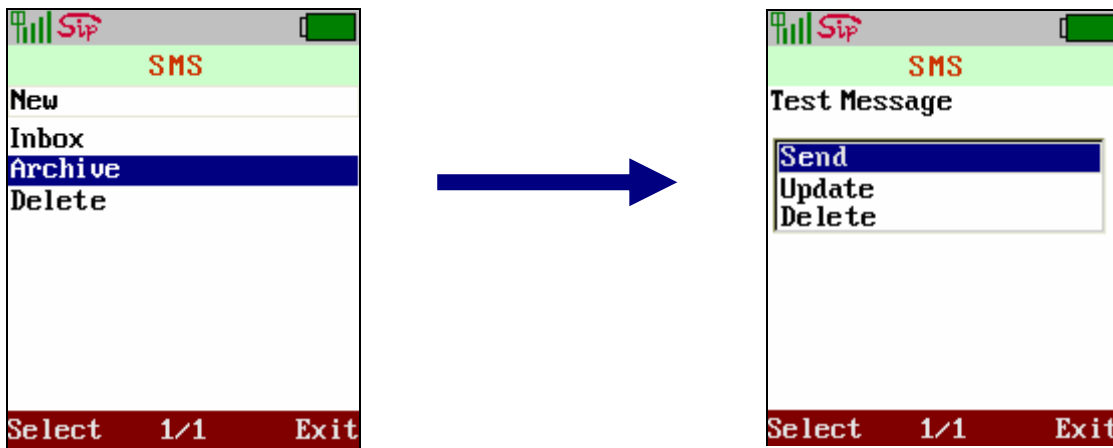 Sip
SMS
New
Inbox
Archive
Delete
Select 1/1 Exit
Sip
SMS
Test Message
Send
Update
Delete
Select 1/1 Exit